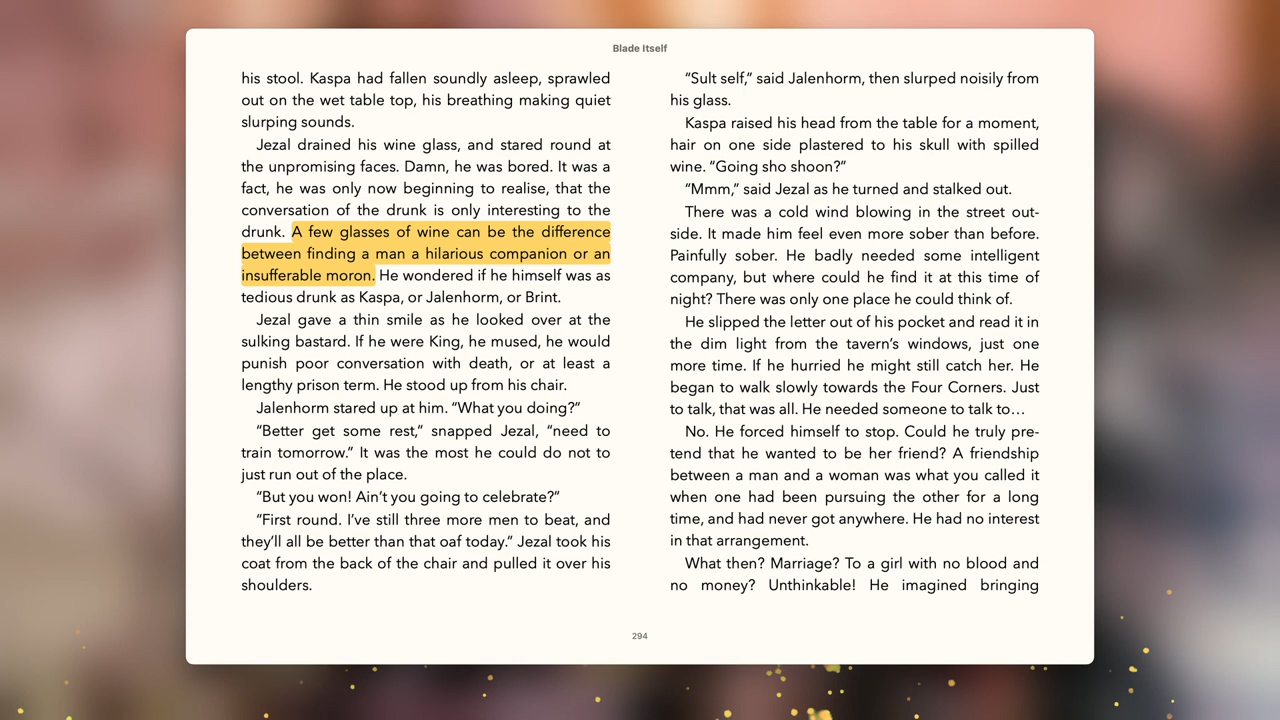 Blade Itself
his stool. Kaspa had fallen soundly asleep, sprawled
out on the wet table top, his breathing making quiet
slurping sounds.
Jezal drained his wine glass, and stared round at
the unpromising faces. Damn, he was bored. It was a
fact, he was only now beginning to realise, that the
conversation of the drunk is only interesting to the
drunk. A few glasses of wine can be the difference
between finding a man a hilarious companion or an
insufferable moron. He wondered if he himself was as
tedious drunk as Kaspa, or Jalenhorm, or Brint.
Jezal gave a thin smile as he looked over at the
sulking bastard. If he were King, he mused, he would
punish poor conversation with death, or at least a
lengthy prison term. He stood up from his chair.
Jalenhorm stared up at him. “What you doing?”
“Better get some rest,” snapped Jezal, “need to
train tomorrow.” It was the most he could do not to
just run out of the place.
“But you won! Ain’t you going to celebrate?”
“First round. I’ve still three more men to beat, and
they’ll all be better than that oaf today.” Jezal took his
coat from the back of the chair and pulled it over his
shoulders.
“Sult self,” said Jalenhorm, then slurped noisily from
his glass.
Kaspa raised his head from the table for a moment,
hair on one side plastered to his skull with spilled
wine. “Going sho shoon?”
“Mmm,” said Jezal as he turned and stalked out.
There was a cold wind blowing in the street out-
side. It made him feel even more sober than before.
Painfully sober. He badly needed some intelligent
company, but where could he find it at this time of
night? There was only one place he could think of.
He slipped the letter out of his pocket and read it in
the dim light from the tavern’s windows, just one
more time. If he hurried he might still catch her. He
began to walk slowly towards the Four Corners. Just
to talk, that was all. He needed someone to talk to…
No. He forced himself to stop. Could he truly pre-
tend that he wanted to be her friend? A friendship
between a man and a woman was what you called it
when one had been pursuing the other for a long
time, and had never got anywhere. He had no interest
in that arrangement.
What then? Marriage? To a girl with no blood and
no money? Unthinkable! He imagined bringing
294